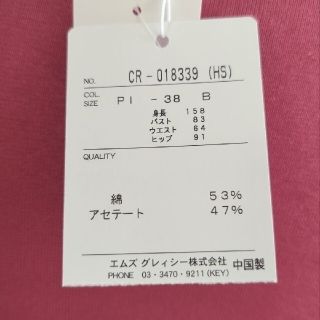 NO. CR-018339 (HS)
COL. SIZE PI - 38 B
身長 158
バスト 83
ウエスト 64
ヒップ 91
QUALITY
綿 53%
アセテート 47%
エムズ グレィシー株式会社
PHONE 03・3470・9211(KEY) 中国製